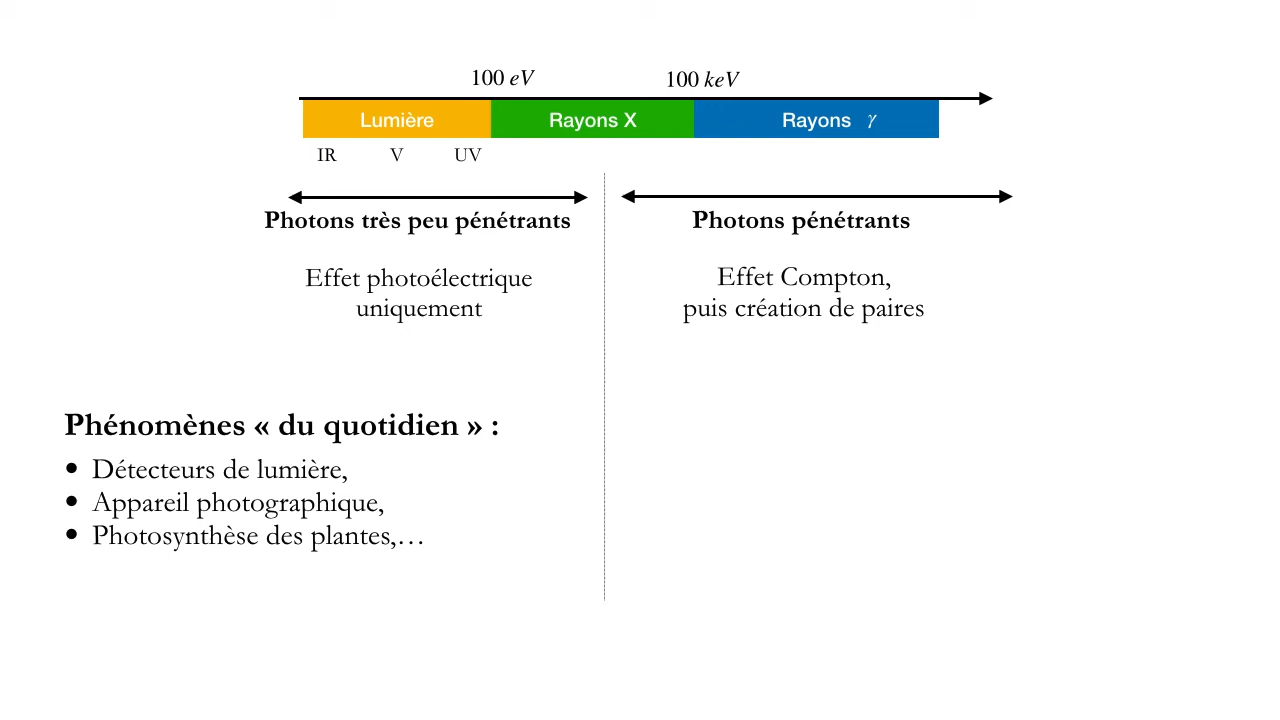 100 eV
100 keV
Lumière
Rayons X
Rayons γ
IR
V
UV
Photons très peu pénétrants
Photons pénétrants
Effet photoélectrique
uniquement
Effet Compton,
puis création de paires
Phénomènes « du quotidien » :
• Détecteurs de lumière,
• Appareil photographique,
• Photosynthèse des plantes,…